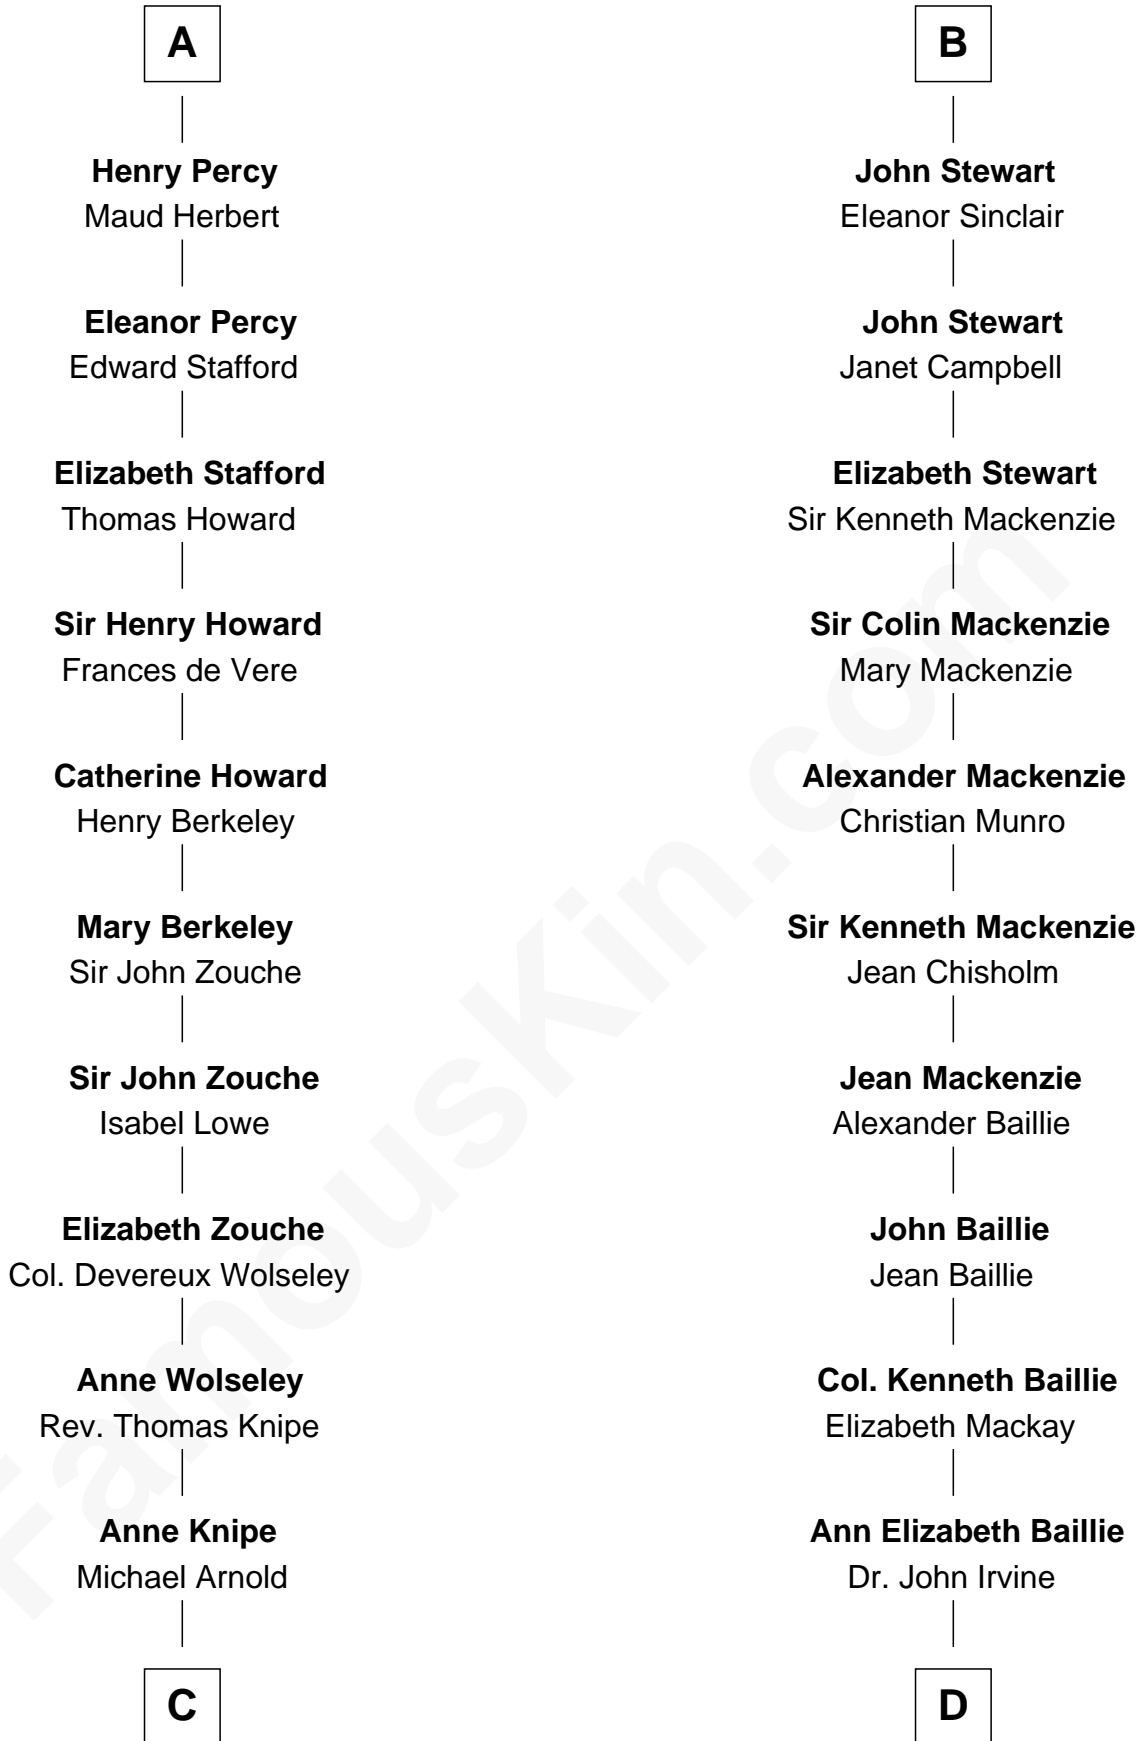 A
Henry Percy
Maud Herbert
Eleanor Percy
Edward Stafford
Elizabeth Stafford
Thomas Howard
Sir Henry Howard
Frances de Vere
Catherine Howard
Henry Berkeley
Mary Berkeley
Sir John Zouche
Sir John Zouche
Isabel Lowe
Elizabeth Zouche
Col. Devereux Wolseley
Anne Wolseley
Rev. Thomas Knipe
Anne Knipe
Michael Arnold
C
B
John Stewart
Eleanor Sinclair
John Stewart
Janet Campbell
Elizabeth Stewart
Sir Kenneth Mackenzie
Sir Colin Mackenzie
Mary Mackenzie
Alexander Mackenzie
Christian Munro
Sir Kenneth Mackenzie
Jean Chisholm
Jean Mackenzie
Alexander Baillie
John Baillie
Jean Baillie
Col. Kenneth Baillie
Elizabeth Mackay
Ann Elizabeth Baillie
Dr. John Irvine
D
FamousKin.com